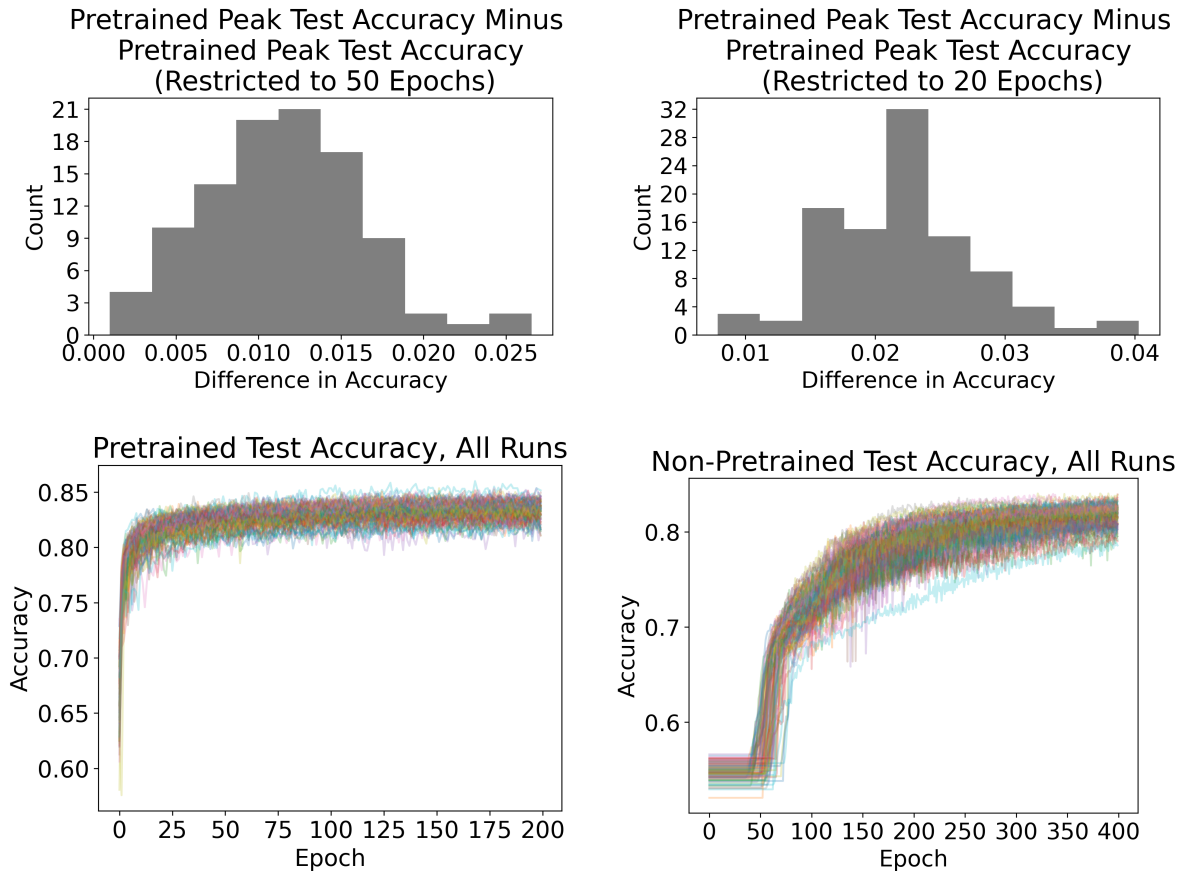 Pretrained Peak Test Accuracy Minus
Pretrained Peak Test Accuracy
(Restricted to 50 Epochs)
21
18
15
12
9
6
3
0
Count
0.000 0.005 0.010 0.015 0.020 0.025
Difference in Accuracy
Pretrained Peak Test Accuracy Minus
Pretrained Peak Test Accuracy
(Restricted to 20 Epochs)
32
28
24
20
16
12
8
4
0
Count
0.01 0.02 0.03 0.04
Difference in Accuracy
Pretrained Test Accuracy, All Runs
0.85
0.80
0.75
0.70
0.65
0.60
Accuracy
0 25 50 75 100 125 150 175 200
Epoch
Non-Pretrained Test Accuracy, All Runs
0.8
0.7
0.6
Accuracy
0 50 100 150 200 250 300 350 400
Epoch